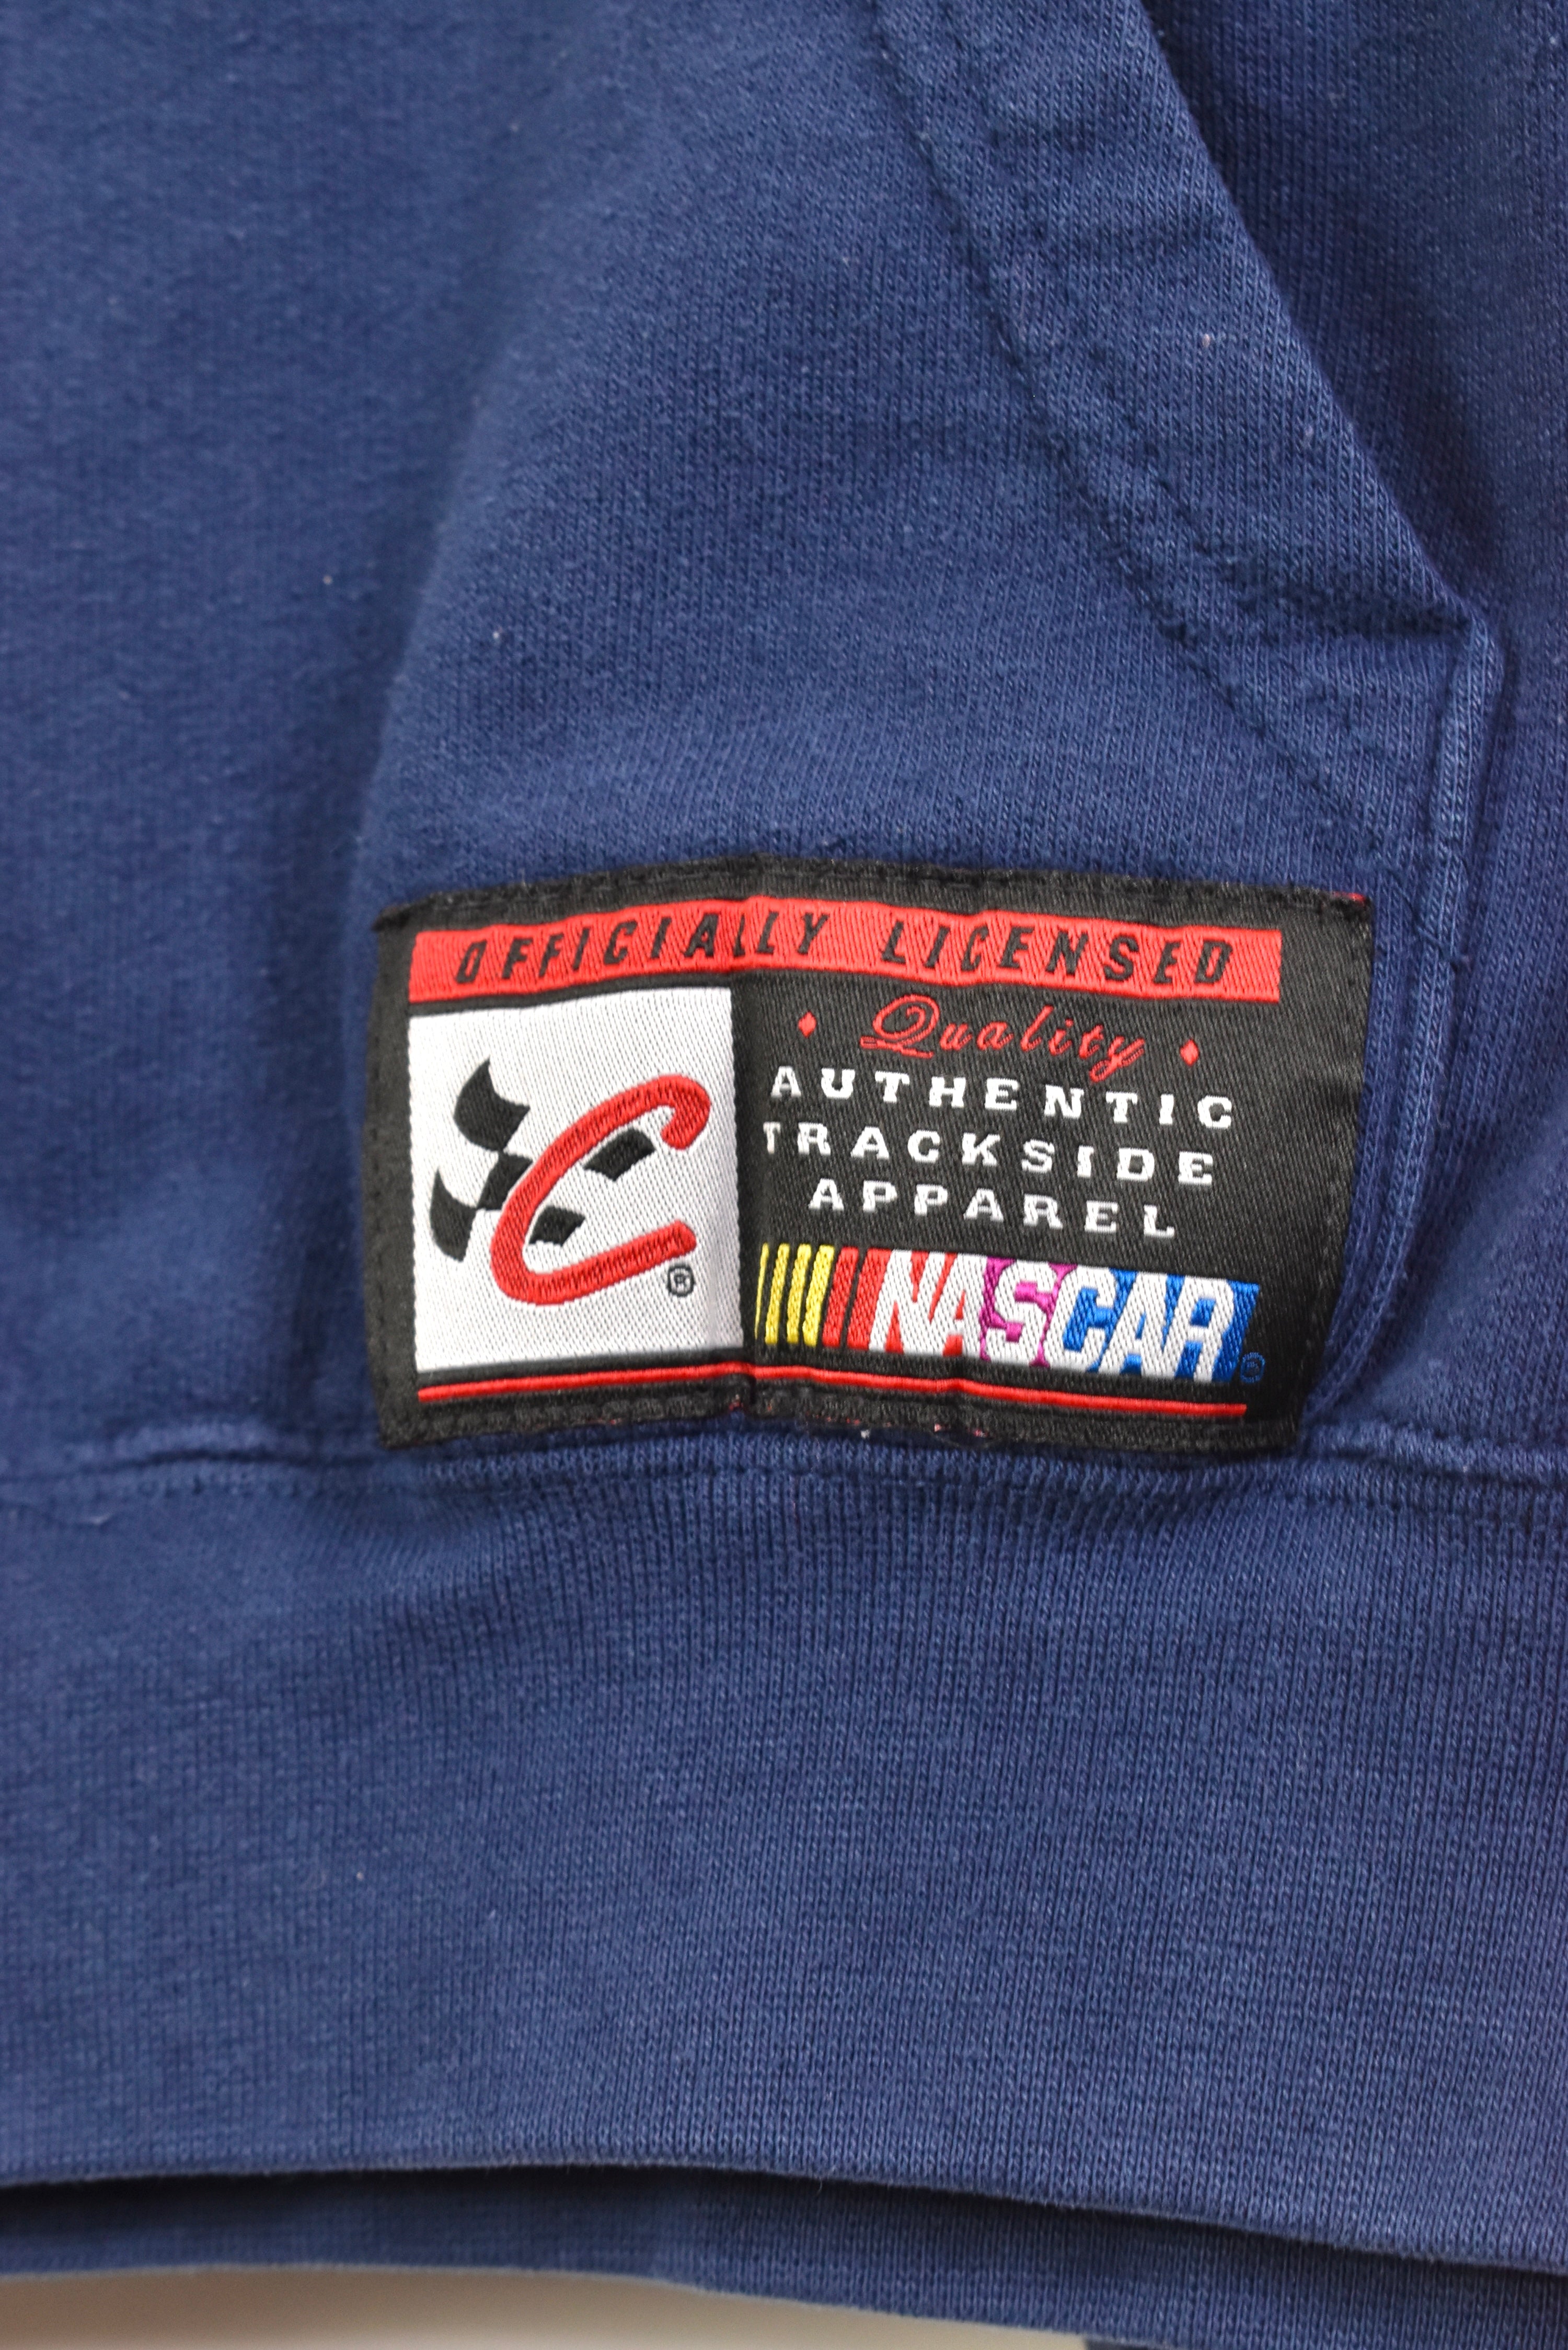 OFFICIALLY LICENSED
Quality
AUTHENTIC
TRACKSIDE
APPAREL
C®
NASCAR®